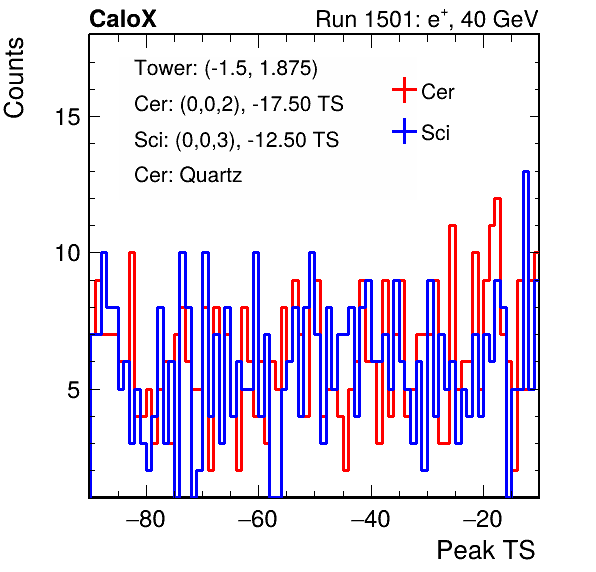 CaloX Run 1501: e⁺, 40 GeV
Counts
Tower: (-1.5, 1.875)
Cer: (0,0,2), -17.50 TS
Sci: (0,0,3), -12.50 TS
Cer: Quartz
Cer
Sci
15
10
5
−80 −60 −40 −20
Peak TS